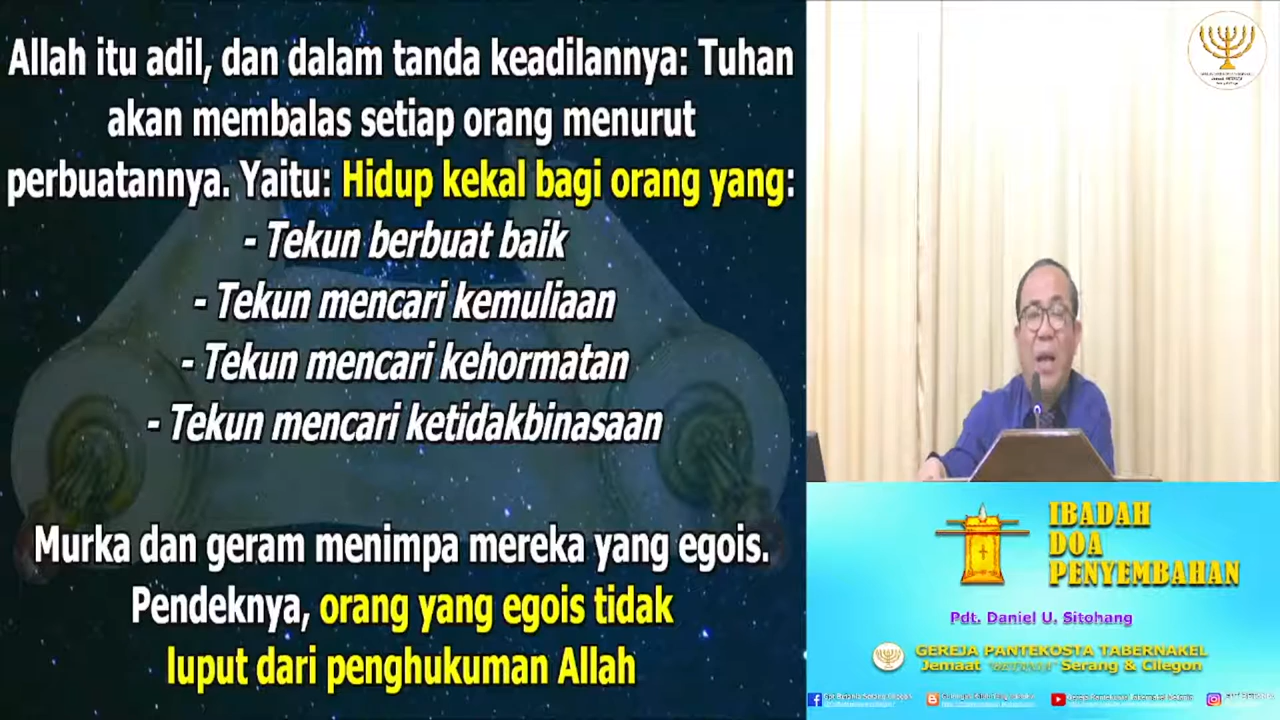 Allah itu adil, dan dalam tanda keadilannya: Tuhan
akan membalas setiap orang menurut
perbuatannya. Yaitu: Hidup kekal bagi orang yang:
- Tekun berbuat baik
- Tekun mencari kemuliaan
- Tekun mencari kehormatan
- Tekun mencari ketidakbinasaan
Murka dan geram menimpa mereka yang egois.
Pendeknya, orang yang egois tidak
luput dari penghukuman Allah
IBADAH
DOA
PENYEMBAHAN
Pdt. Daniel U. Sitohang
GEREJA PANTEKOSTA TABERNAKEL
Jemaat "BETANIA" Serang & Cilegon